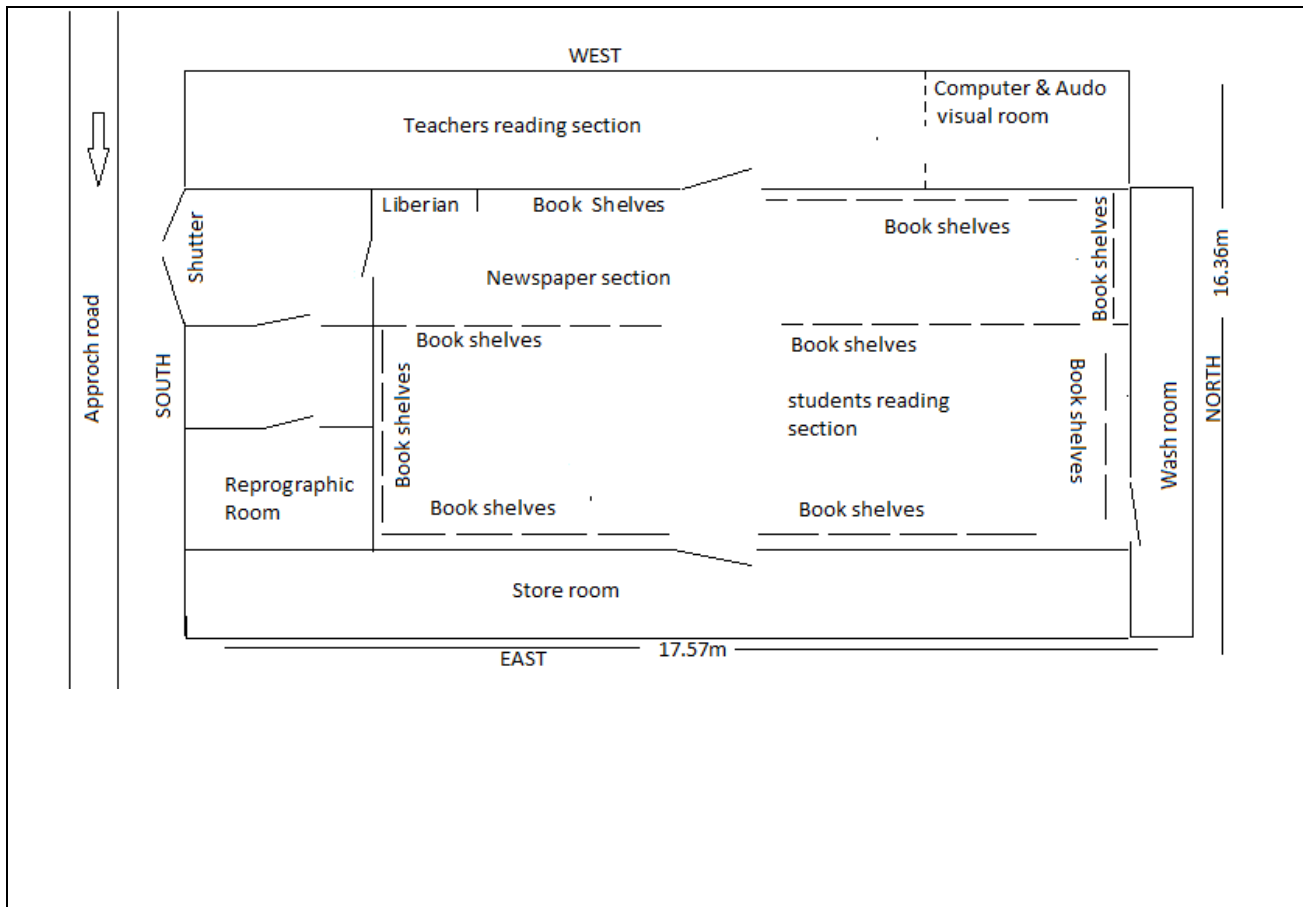 WEST
Computer & Audo
visual room
Teachers reading section
Liberian
Book Shelves
Book shelves
Book shelves
Shutter
Newspaper section
16.36m
Approch road
SOUTH
Book shelves
Book shelves
Book shelves
students reading
section
Book shelves
Wash room
NORTH
Reprographic
Room
Book shelves
Book shelves
Store room
EAST
17.57m